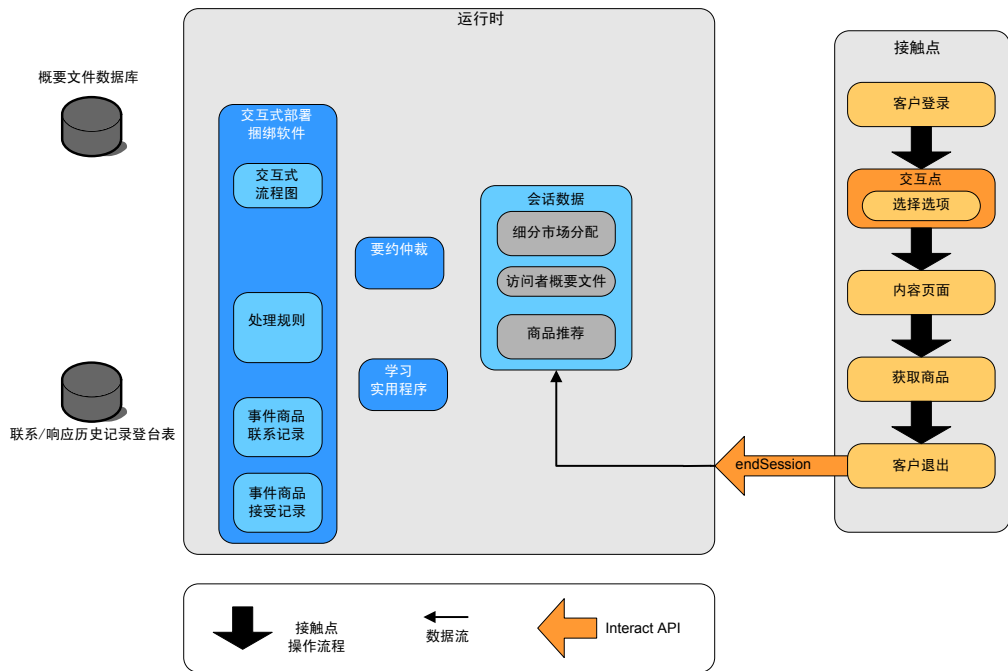 运行时
接触点
概要文件数据库
交互式部署
捆绑软件
交互式
流程图
处理规则
事件商品
联系记录
事件商品
接受记录
要约仲裁
学习
实用程序
会话数据
细分市场分配
访问者概要文件
商品推荐
联系/响应历史记录登台表
客户登录
交互点
选择选项
内容页面
获取商品
客户退出
endSession
接触点
操作流程
数据流
Interact API